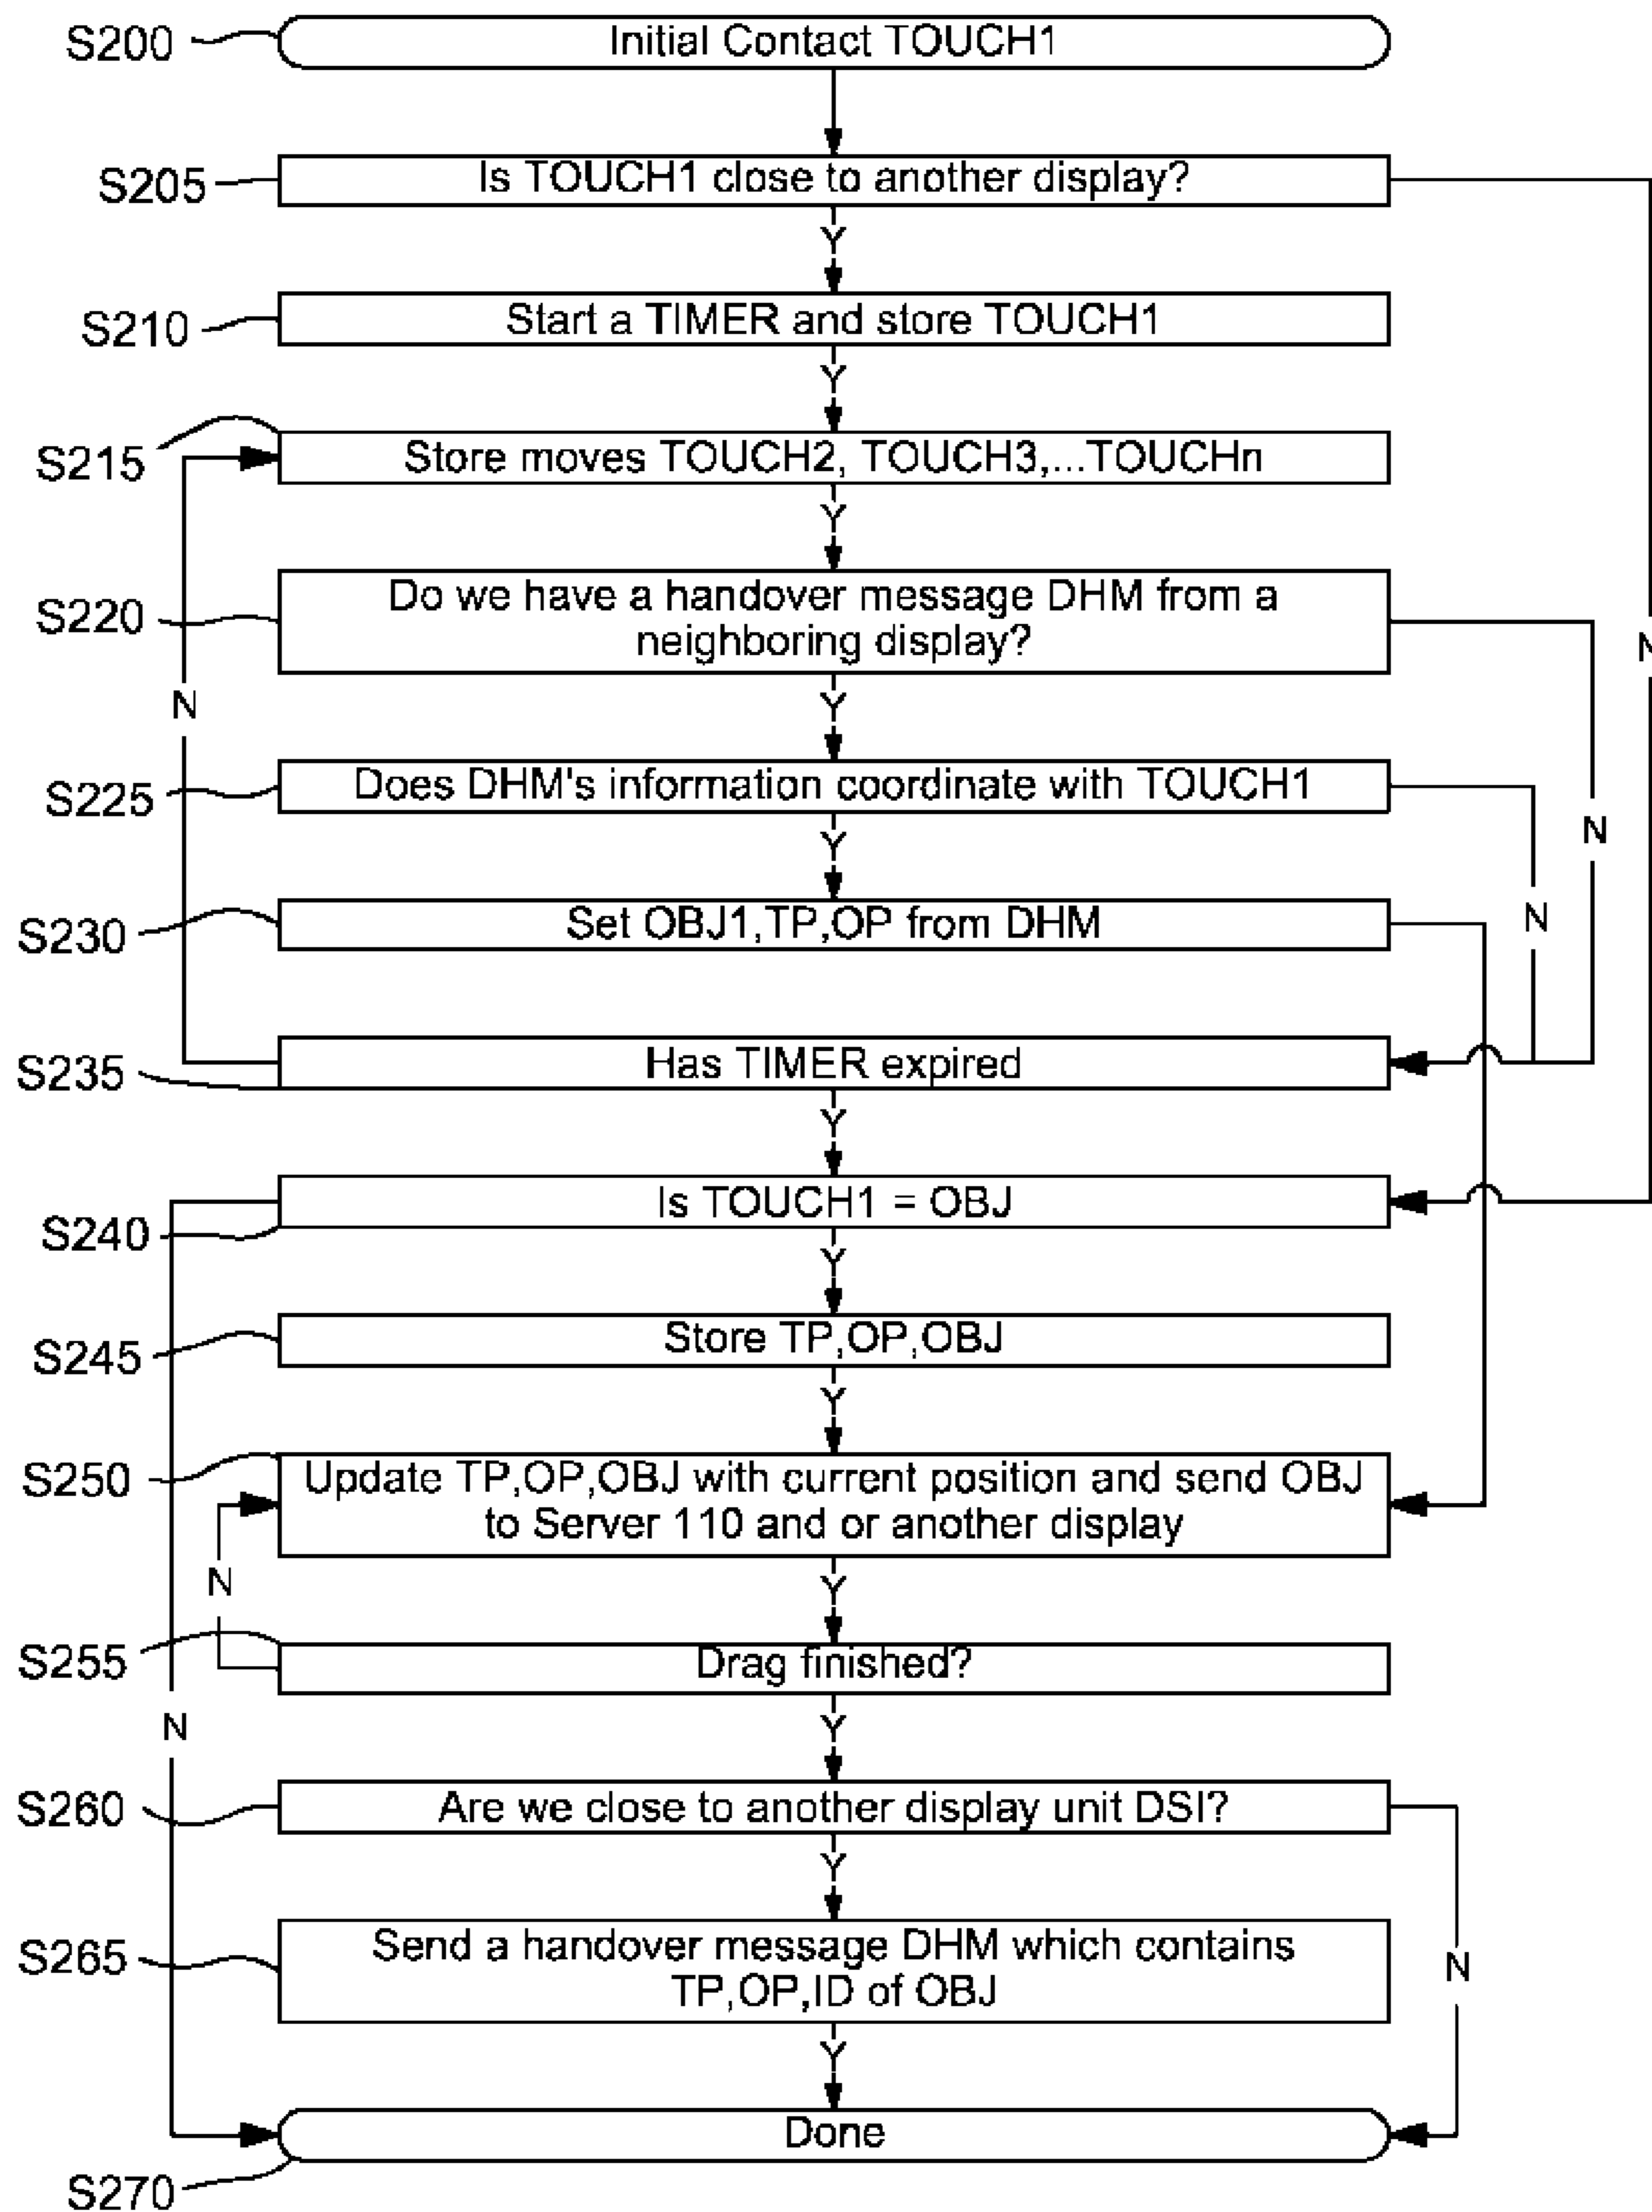 S200
Initial Contact TOUCH1
S205
Is TOUCH1 close to another display?
Y
S210
Start a TIMER and store TOUCH1
Y
S215
Store moves TOUCH2, TOUCH3,...TOUCHn
Y
S220
Do we have a handover message DHM from a
neighboring display?
N
N
Y
S225
Does DHM's information coordinate with TOUCH1
N
Y
S230
Set OBJ1,TP,OP from DHM
N
S235
Has TIMER expired
Y
S240
Is TOUCH1 = OBJ
Y
S245
Store TP,OP,OBJ
Y
S250
Update TP,OP,OBJ with current position and send OBJ
to Server 110 and or another display
N
Y
S255
Drag finished?
N
Y
S260
Are we close to another display unit DSI?
Y
S265
Send a handover message DHM which contains
TP,OP,ID of OBJ
N
Y
Done
S270